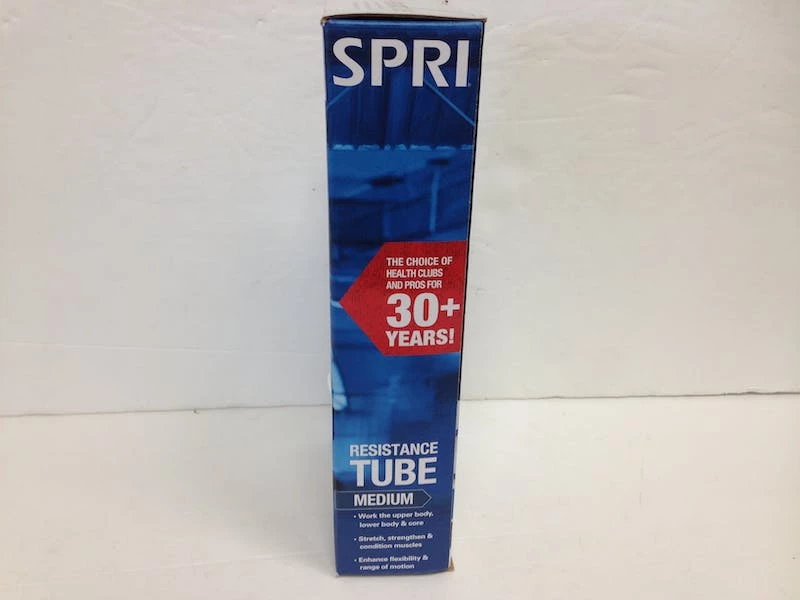 SPRI
THE CHOICE OF
HEALTH CLUBS
AND PROS FOR
30+
YEARS!
RESISTANCE
TUBE
MEDIUM
• Work the upper body,
lower body & core
• Stretch, strengthen &
condition muscles
• Enhance flexibility &
range of motion